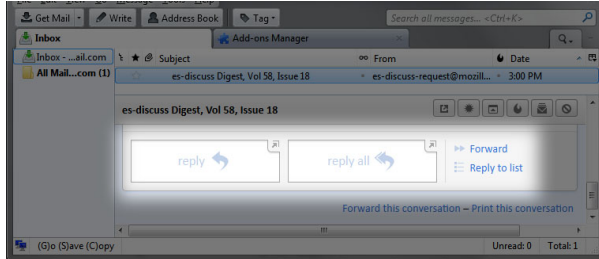 Get Mail
Write
Address Book
Tag
Search all messages... <Ctrl+K>
Inbox
Add-ons Manager
Inbox - ...ail.com
All Mail...com (1)
Subject
From
Date
es-discuss Digest, Vol 58, Issue 18
es-discuss-request@mozill...
3:00 PM
es-discuss Digest, Vol 58, Issue 18
reply
reply all
Forward
Reply to list
Forward this conversation – Print this conversation
(G)o (S)ave (C)opy
Unread: 0
Total: 1